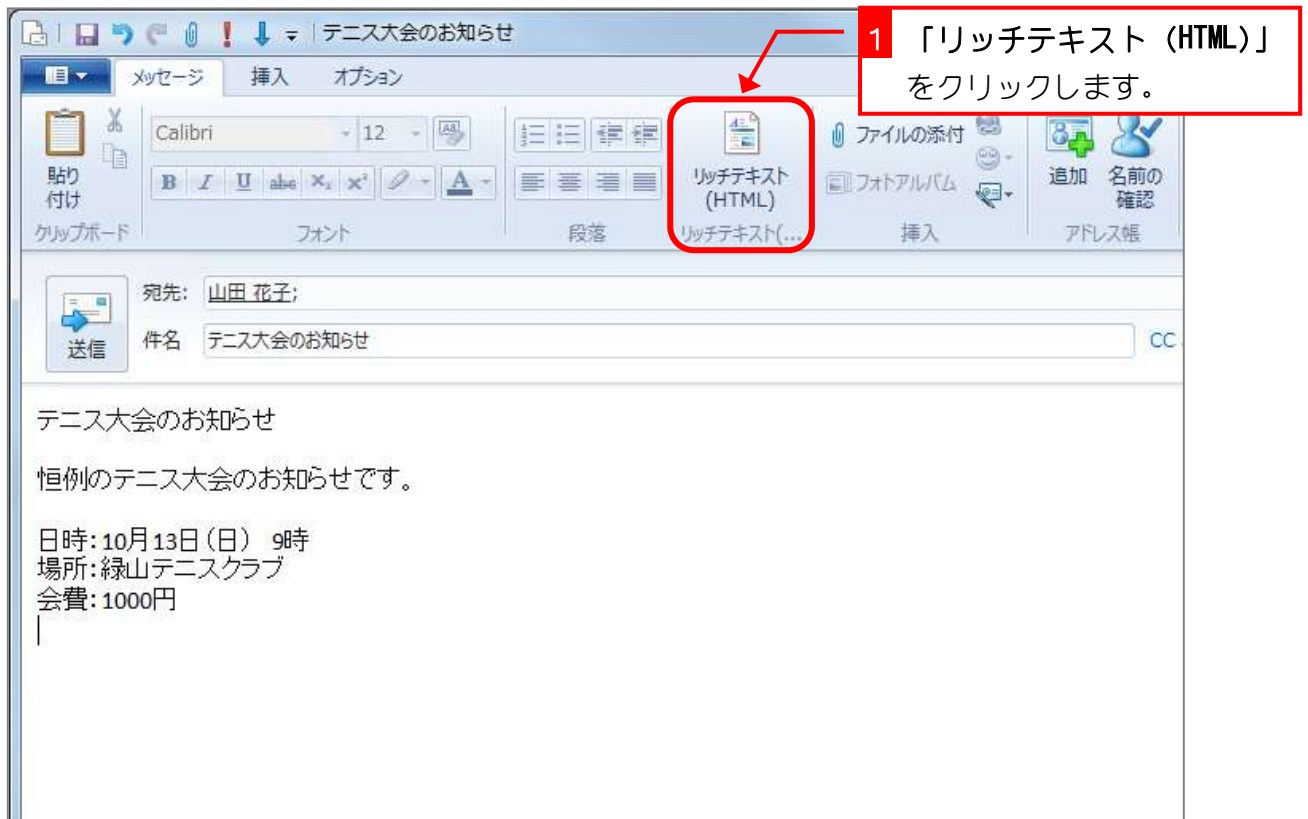 テニス大会のお知らせ
1 「リッチテキスト (HTML)」
をクリックします。
メッセージ 挿入 オプション
Calibri 12 ファイルの添付
貼り付け B I U abc X₂ X² A リッチテキスト (HTML) フォトアルバム 追加 名前の確認
クリップボード フォント 段落 リッチテキスト(... 挿入 アドレス帳
宛先: 山田 花子;
送信 件名 テニス大会のお知らせ CC
テニス大会のお知らせ
恒例のテニス大会のお知らせです。
日時:10月13日(日) 9時
場所:緑山テニスクラブ
会費:1000円